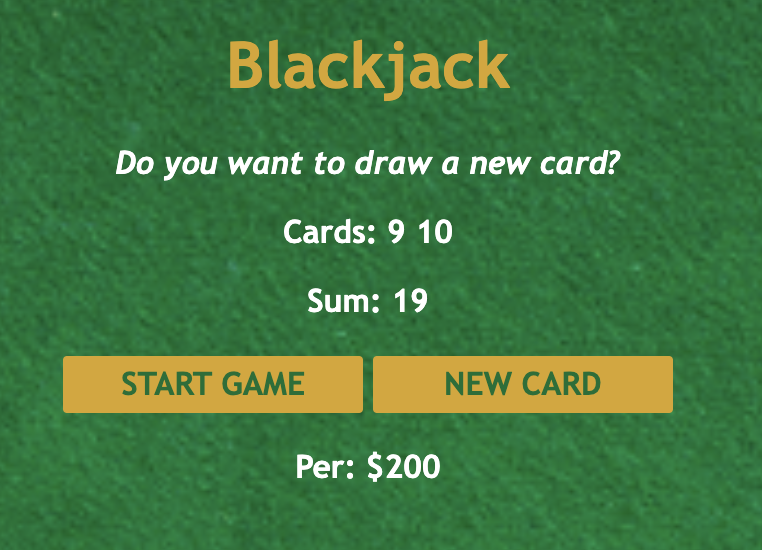 Blackjack
Do you want to draw a new card?
Cards: 9 10
Sum: 19
START GAME NEW CARD
Per: $200